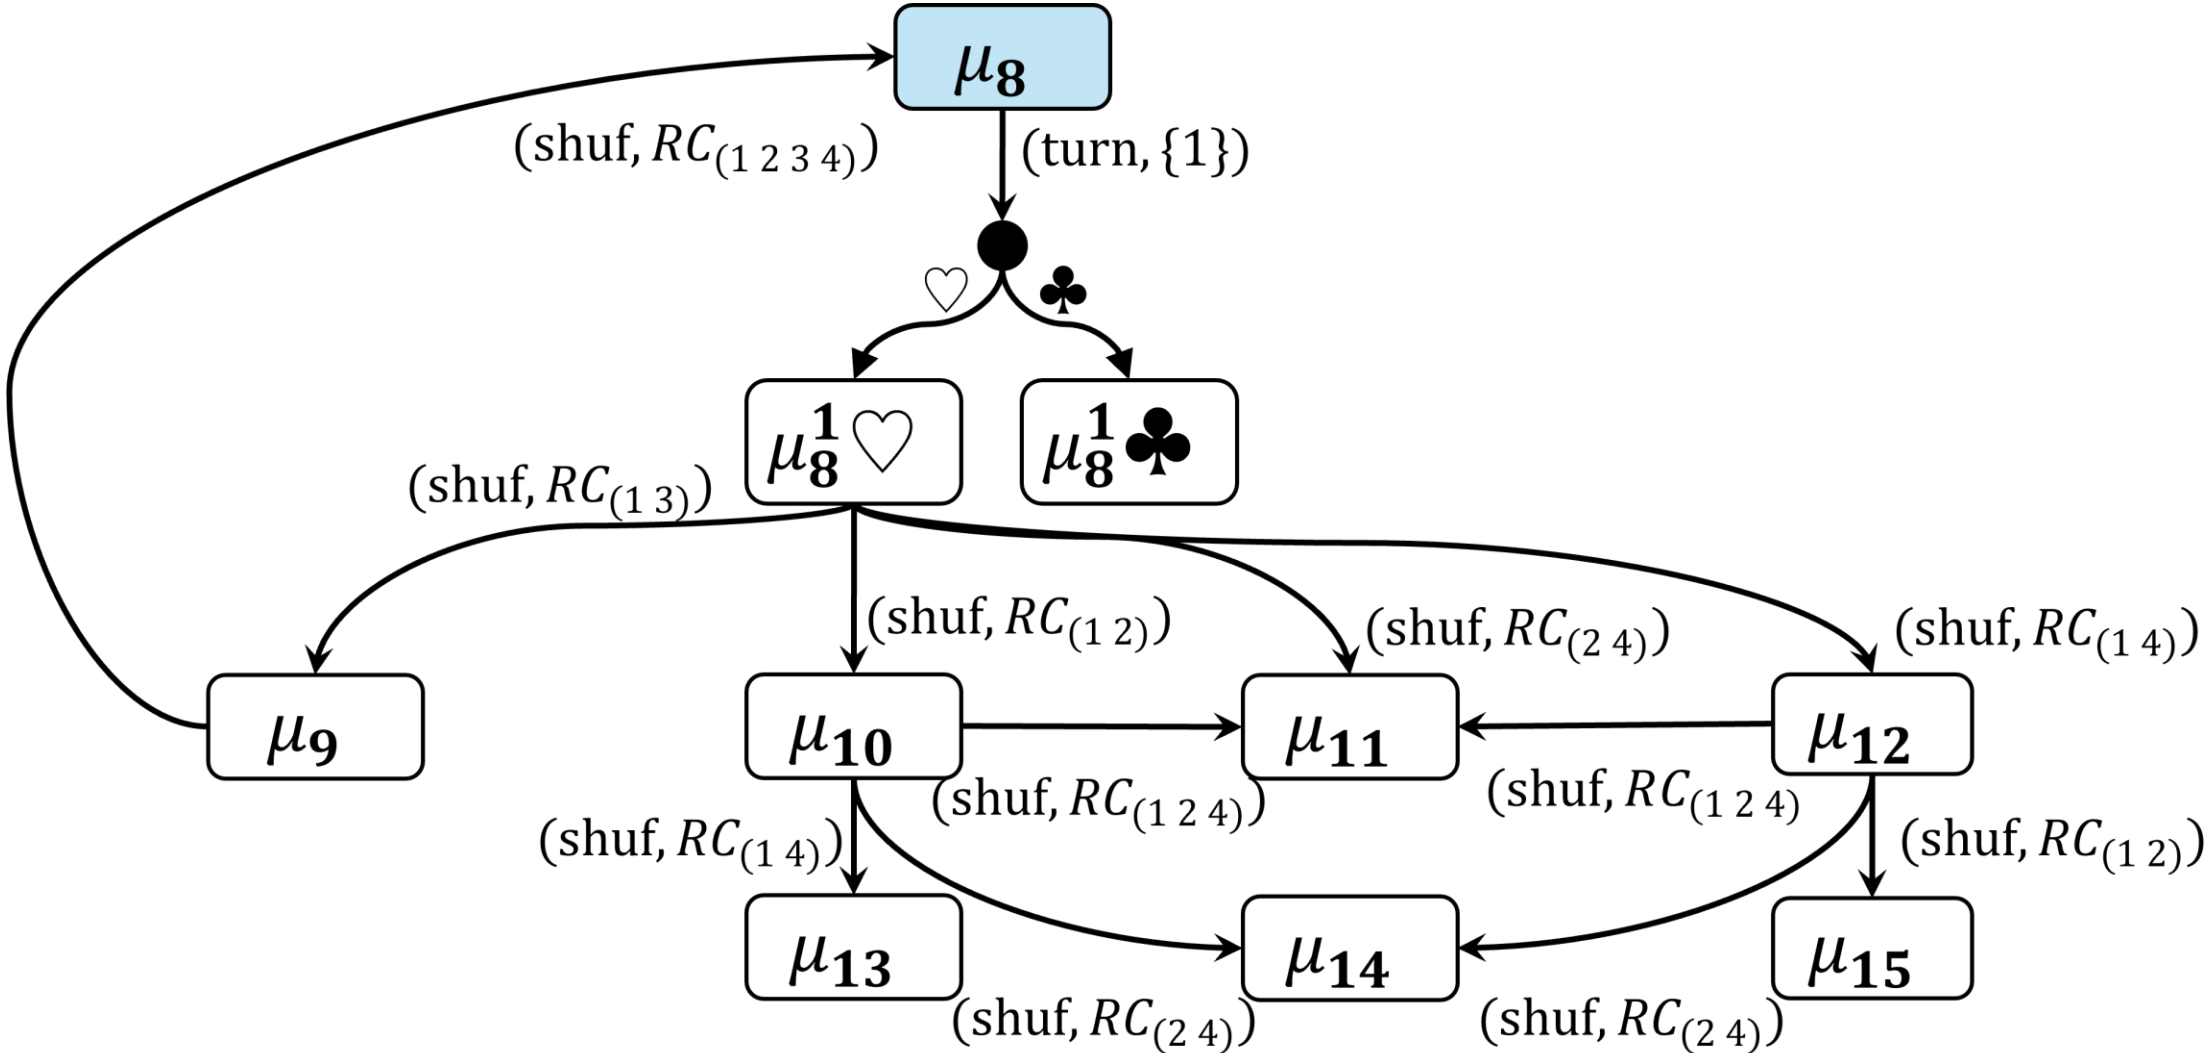 μ₈
(shuf, RC₍₁ ₂ ₃ ₄₎)
(turn, {1})
♡ ♣
μ₈¹♡ μ₈¹♣
(shuf, RC₍₁ ₃₎)
(shuf, RC₍₁ ₂₎) (shuf, RC₍₂ ₄₎) (shuf, RC₍₁ ₄₎)
μ₉ μ₁₀ μ₁₁ μ₁₂
(shuf, RC₍₁ ₂ ₄₎) (shuf, RC₍₁ ₂ ₄₎)
(shuf, RC₍₁ ₄₎) (shuf, RC₍₁ ₂₎)
μ₁₃ μ₁₄ μ₁₅
(shuf, RC₍₂ ₄₎) (shuf, RC₍₂ ₄₎)